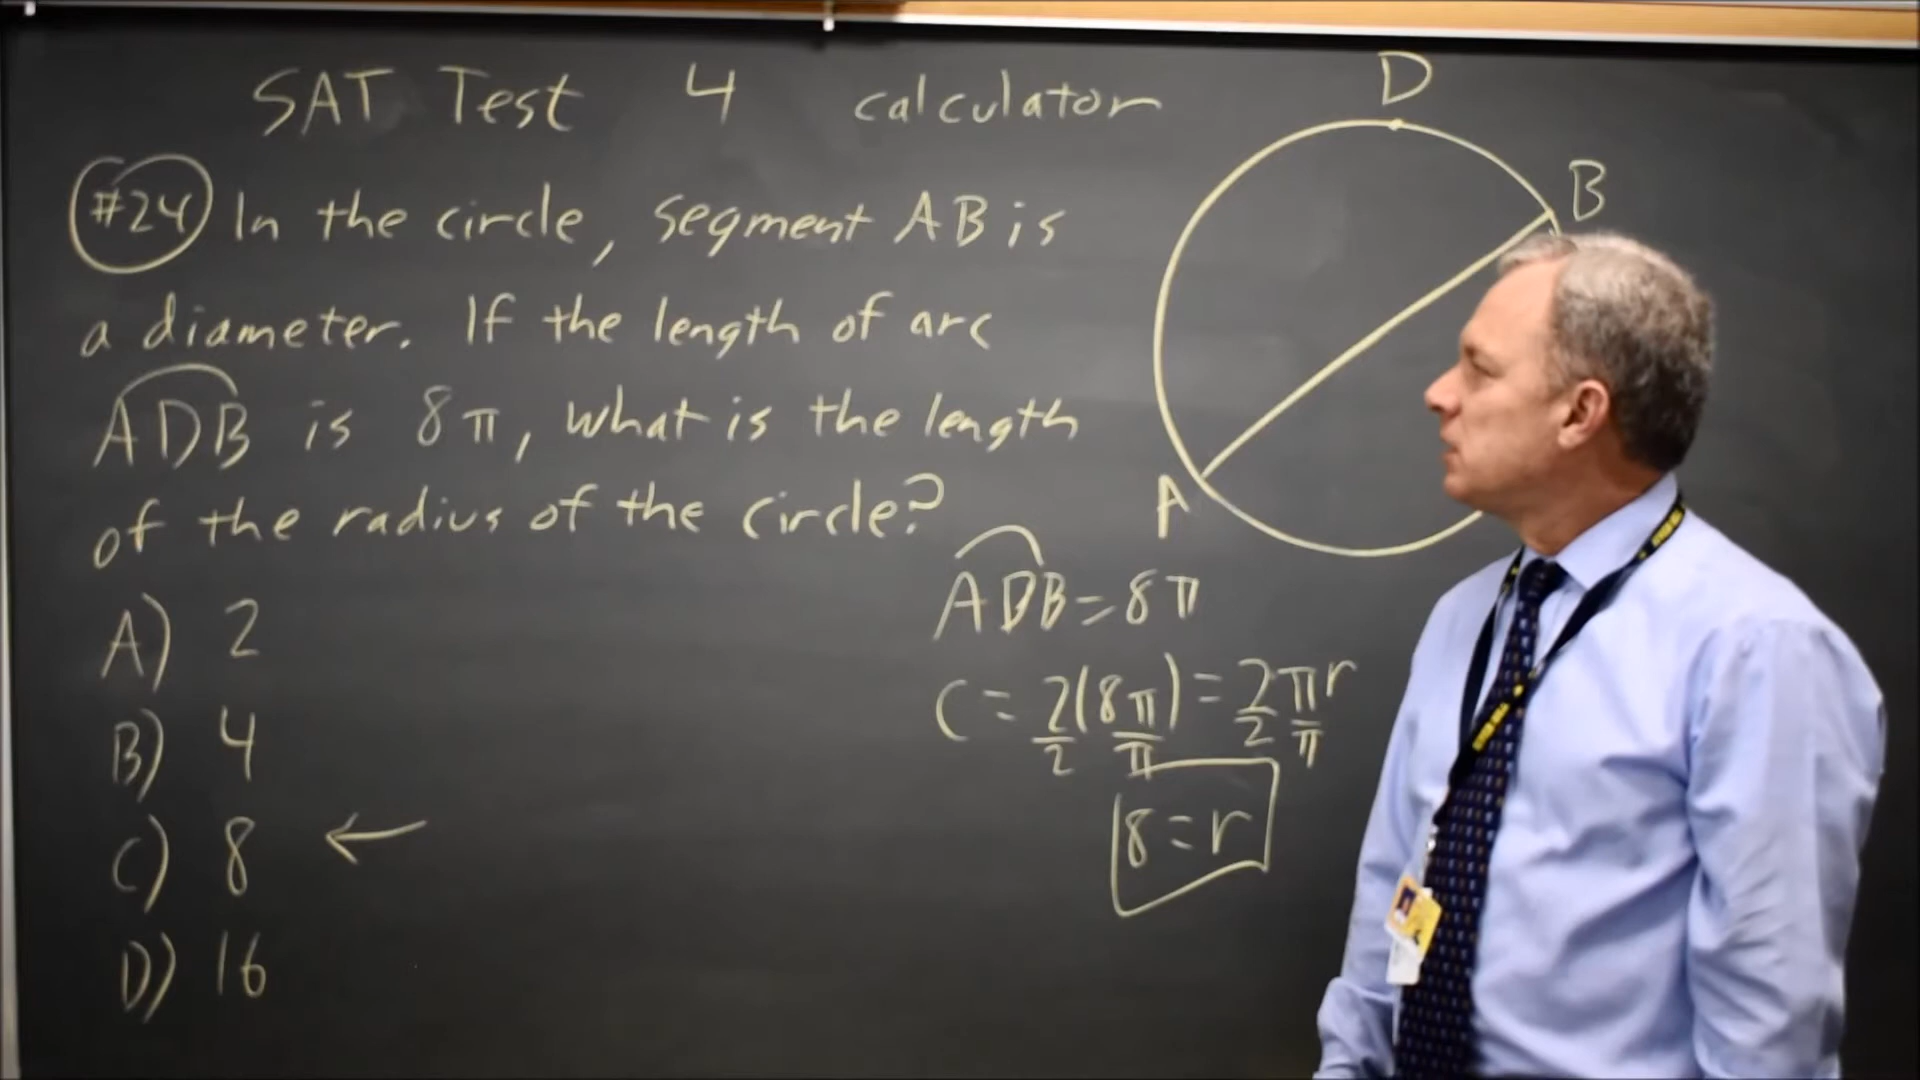 SAT Test 4 calculator
#24 In the circle, segment AB is
a diameter. If the length of arc
ADB is 8π, what is the length
of the radius of the circle?
A) 2
B) 4
C) 8 ←
D) 16
D
B
A
ADB = 8π
C = 2(8π) = 2πr
2 π 2 π
8 = r